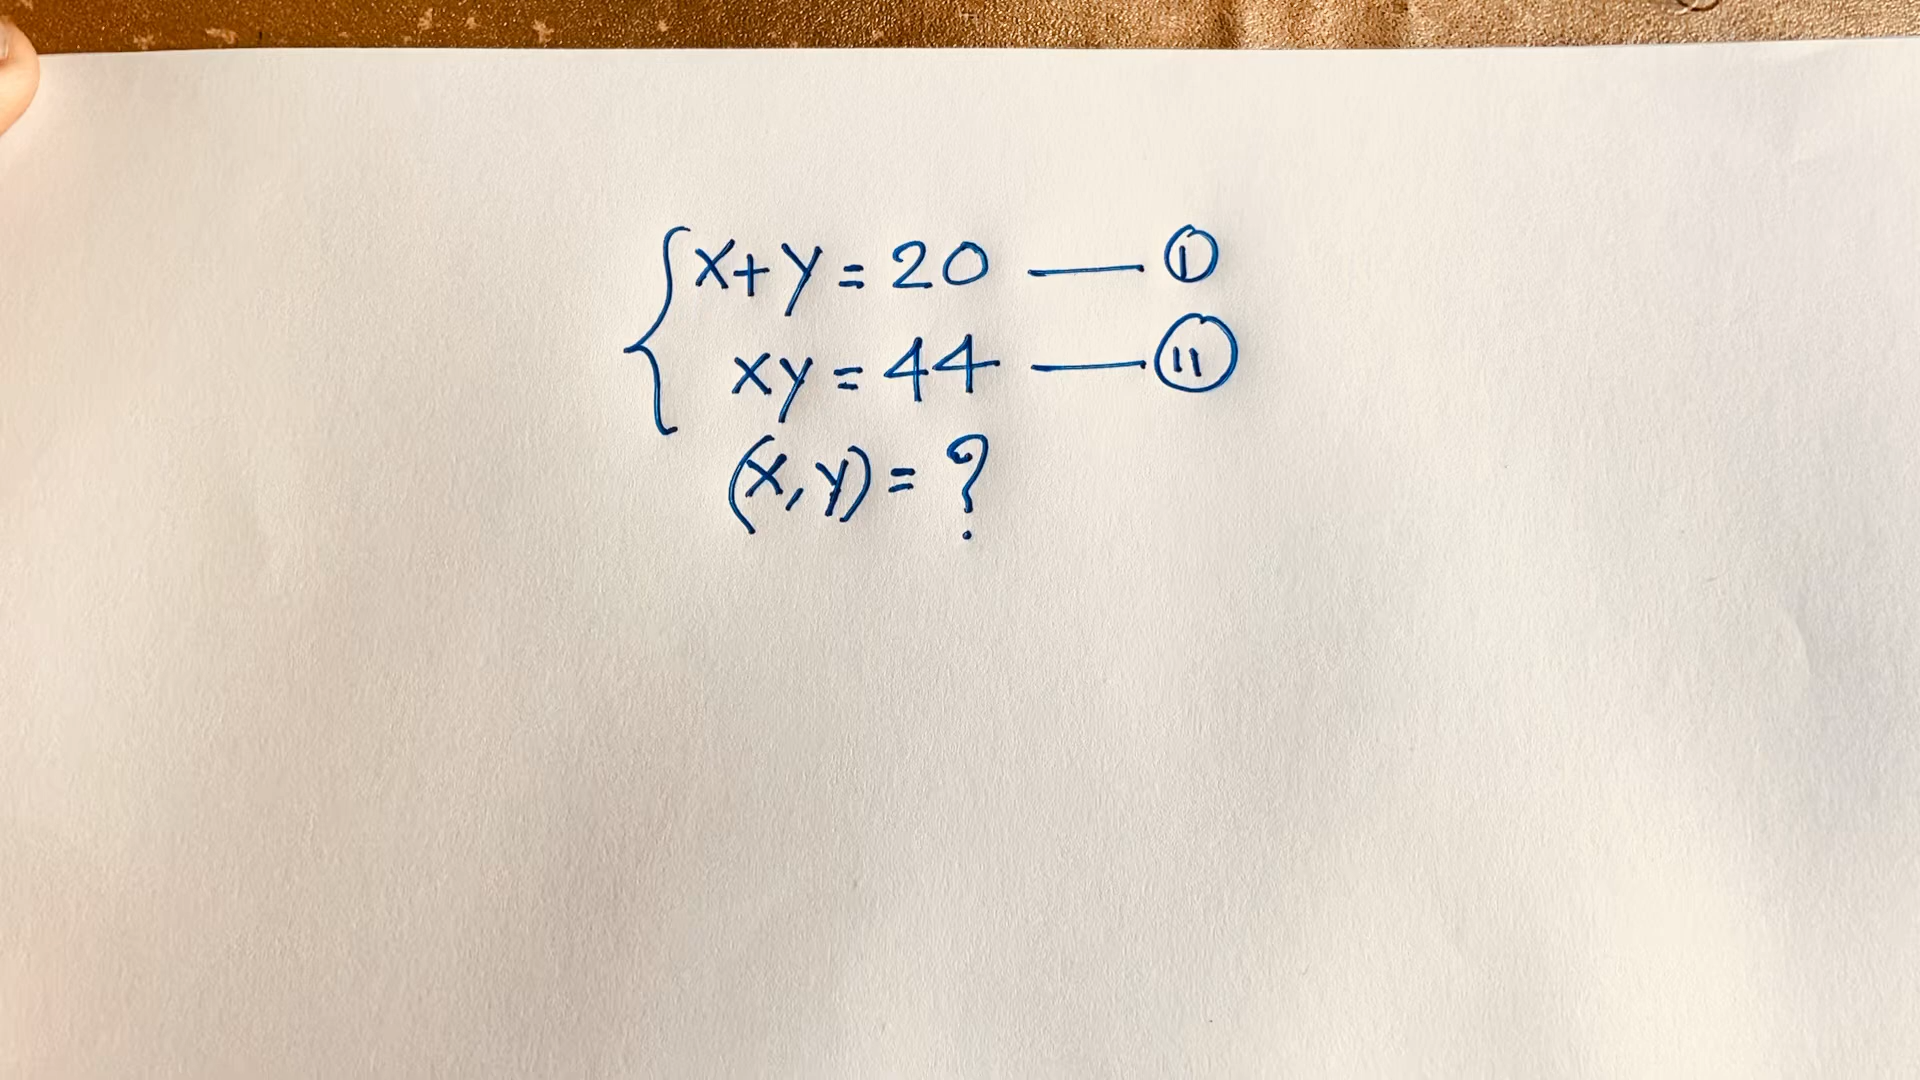 x+y=20 — ①
xy=44 — ⑪
(x,y)=?